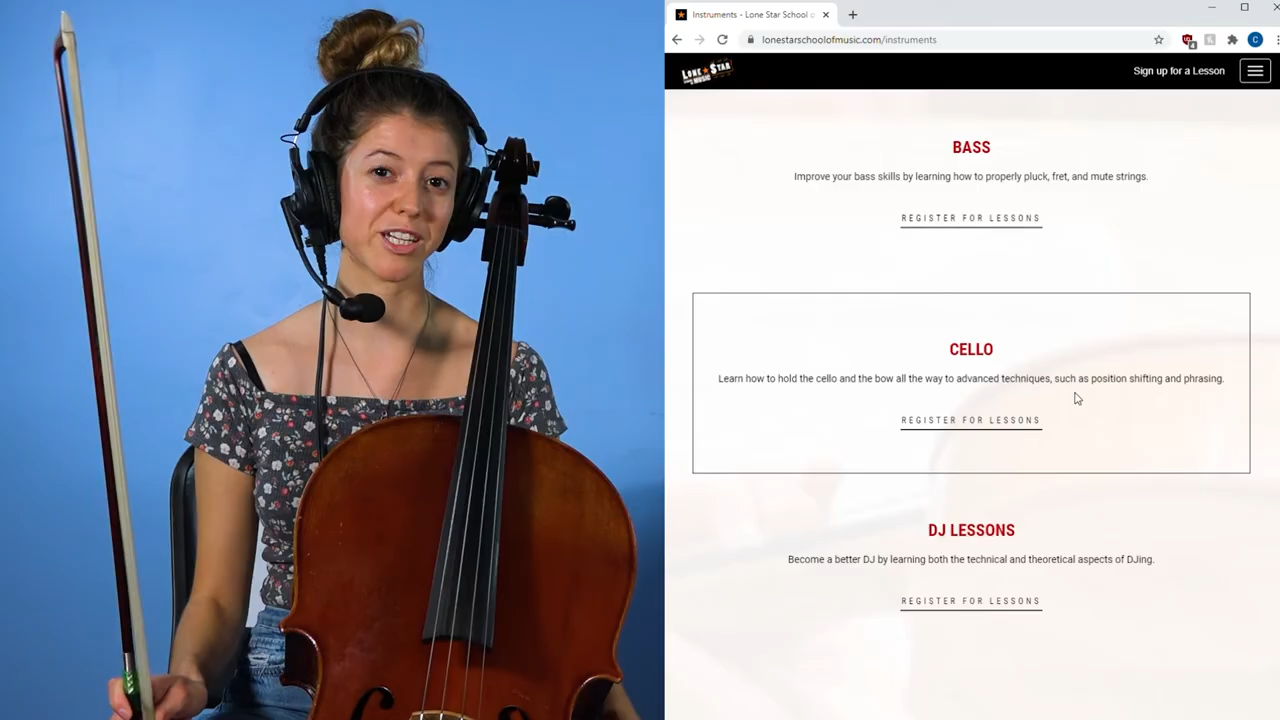 Instruments - Lone Star School o
lonestarschoolofmusic.com/instruments
LONE STAR
MUSIC
Sign up for a Lesson
BASS
Improve your bass skills by learning how to properly pluck, fret, and mute strings.
REGISTER FOR LESSONS
CELLO
Learn how to hold the cello and the bow all the way to advanced techniques, such as position shifting and phrasing.
REGISTER FOR LESSONS
DJ LESSONS
Become a better DJ by learning both the technical and theoretical aspects of DJing.
REGISTER FOR LESSONS